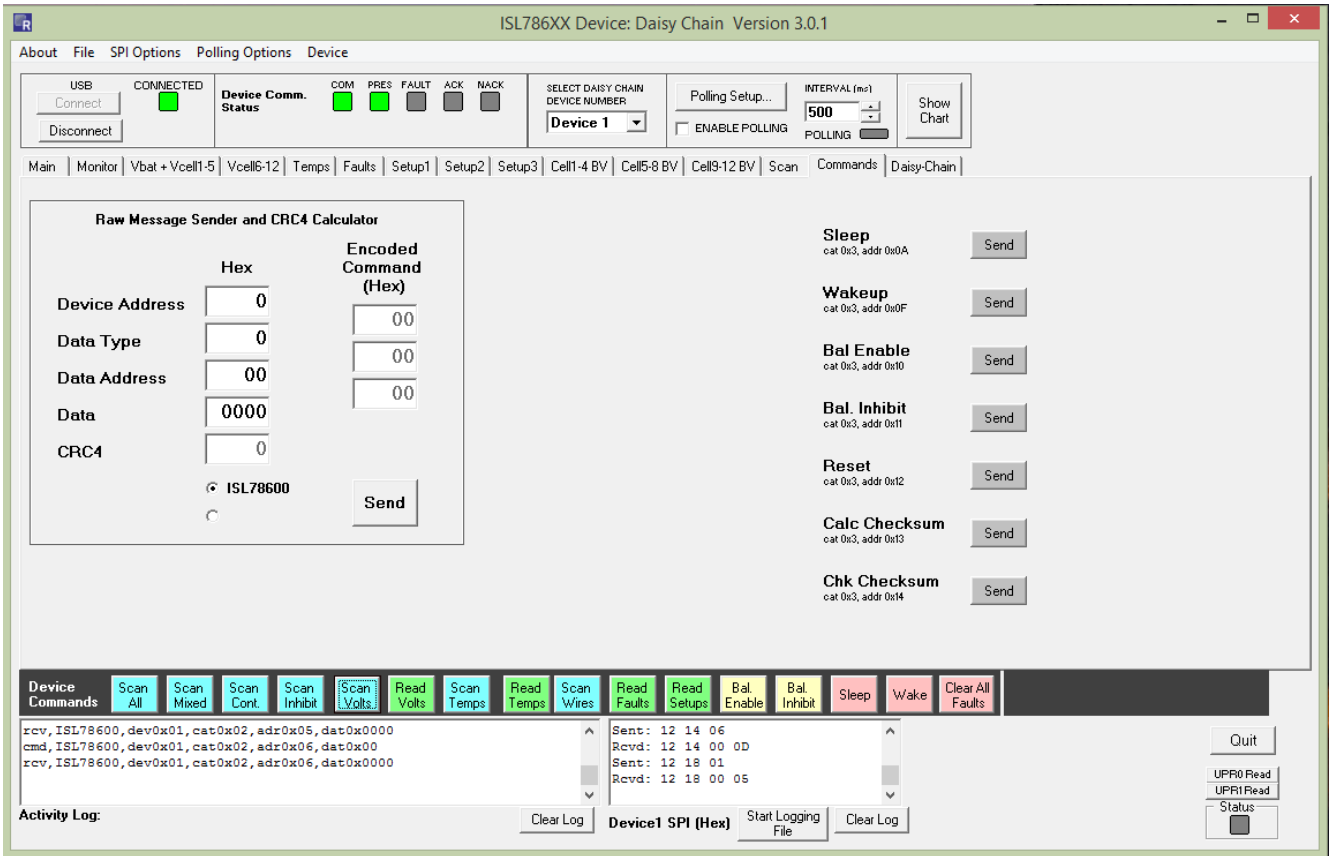 ISL786XX Device: Daisy Chain Version 3.0.1
About File SPI Options Polling Options Device
USB
Connect
Disconnect
CONNECTED
Device Comm.
Status
COM PRES FAULT ACK NACK
SELECT DAISY CHAIN
DEVICE NUMBER
Device 1
Polling Setup...
ENABLE POLLING
INTERVAL (ms)
500
POLLING
Show
Chart
Main Monitor Vbat + Vcell1-5 Vcell6-12 Temps Faults Setup1 Setup2 Setup3 Cell1-4 BV Cell5-8 BV Cell9-12 BV Scan Commands Daisy-Chain
Raw Message Sender and CRC4 Calculator
Hex
Encoded
Command
(Hex)
Device Address 0
Data Type 0
Data Address 00
Data 0000
CRC4 0
00
00
00
ISL78600
Send
Sleep
cat 0x3, addr 0x0A
Send
Wakeup
cat 0x3, addr 0x0F
Send
Bal Enable
cat 0x3, addr 0x10
Send
Bal. Inhibit
cat 0x3, addr 0x11
Send
Reset
cat 0x3, addr 0x12
Send
Calc Checksum
cat 0x3, addr 0x13
Send
Chk Checksum
cat 0x3, addr 0x14
Send
Device
Commands
Scan
All
Scan
Mixed
Scan
Cont.
Scan
Inhibit
Scan
Volts
Read
Volts
Scan
Temps
Read
Temps
Scan
Wires
Read
Faults
Read
Setups
Bal.
Enable
Bal.
Inhibit
Sleep
Wake
Clear All
Faults
rcv,ISL78600,dev0x01,cat0x02,adr0x05,dat0x0000
cmd,ISL78600,dev0x01,cat0x02,adr0x06,dat0x00
rcv,ISL78600,dev0x01,cat0x02,adr0x06,dat0x0000
Activity Log:
Clear Log
Sent: 12 14 06
Rcvd: 12 14 00 0D
Sent: 12 18 01
Rcvd: 12 18 00 05
Device1 SPI (Hex)
Start Logging
File
Clear Log
Quit
UPR0 Read
UPR1 Read
Status